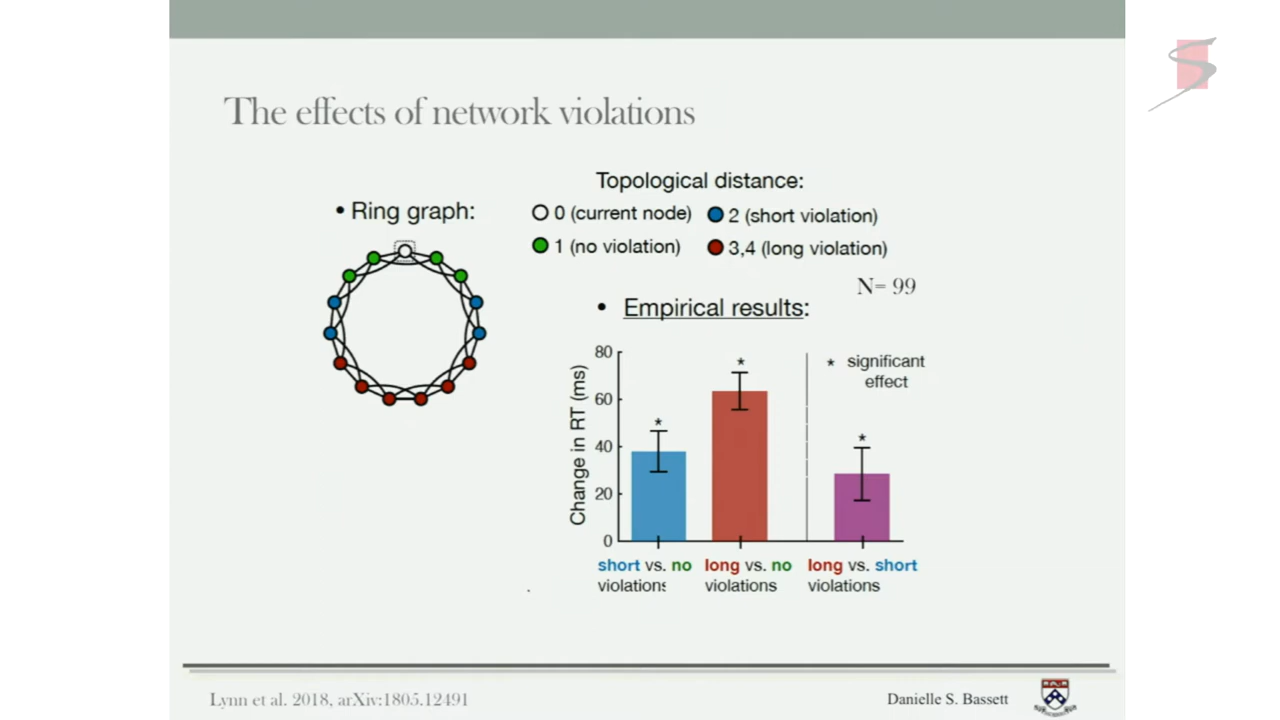 The effects of network violations
Topological distance:
• Ring graph:
0 (current node)
2 (short violation)
1 (no violation)
3,4 (long violation)
N= 99
• Empirical results:
80
60
40
20
0
Change in RT (ms)
*
*
*
* significant
effect
short vs. no
violations
long vs. no
violations
long vs. short
violations
Lynn et al. 2018, arXiv:1805.12491
Danielle S. Bassett